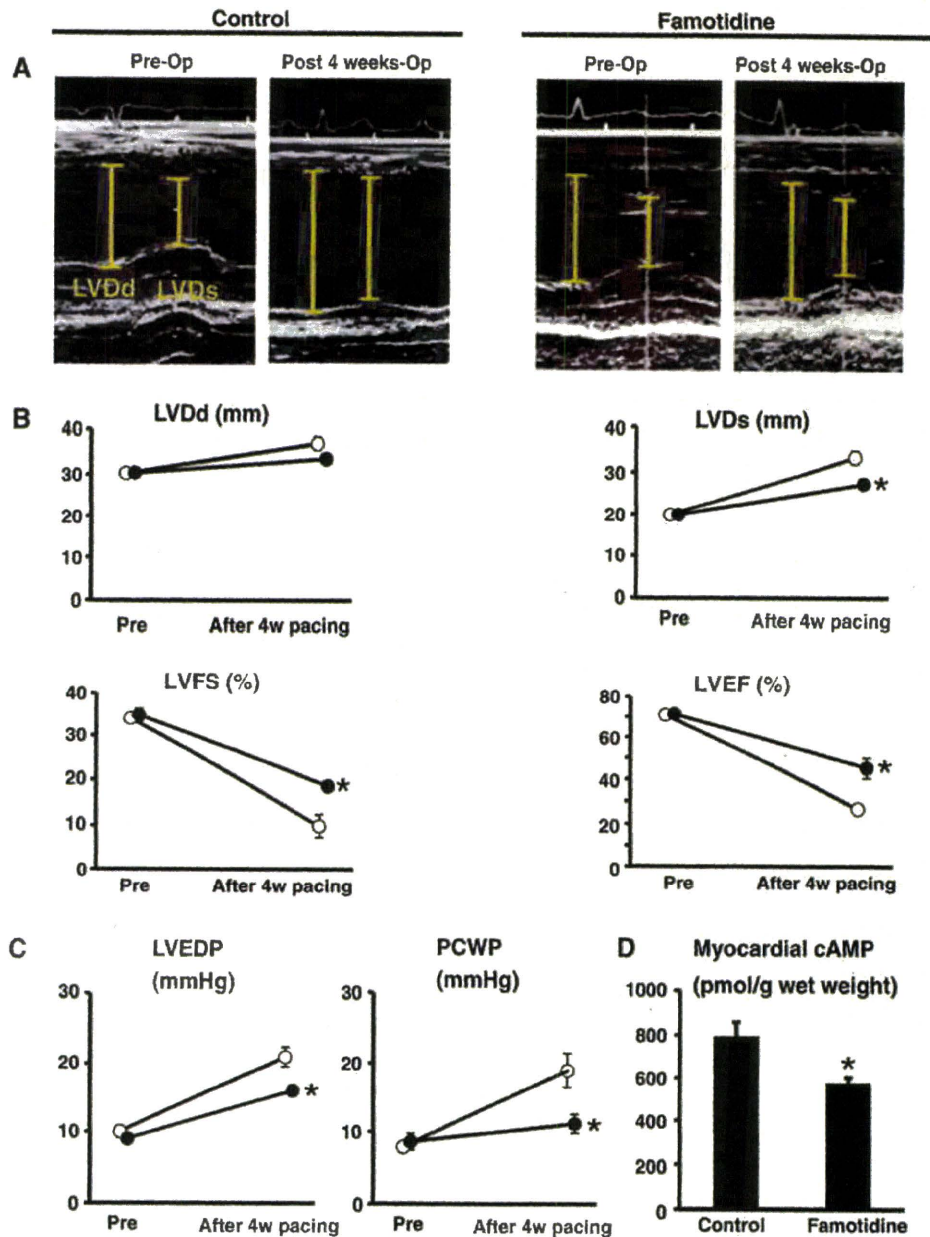 Control Famotidine
A Pre-Op Post 4 weeks-Op Pre-Op Post 4 weeks-Op
LVDd LVDs
B LVDd (mm) LVDs (mm)
40 40
30 30
20 20
10 10
0 0
Pre After 4w pacing Pre After 4w pacing
*
LVFS (%) LVEF (%)
40 80
30 60
20 40
10 20
0 0
Pre After 4w pacing Pre After 4w pacing
* *
C LVEDP PCWP D Myocardial cAMP
(mmHg) (mmHg) (pmol/g wet weight)
30 30 1000
20 20 800
10 10 600
0 0 400
200
0
* * *
Pre After 4w pacing Pre After 4w pacing Control Famotidine